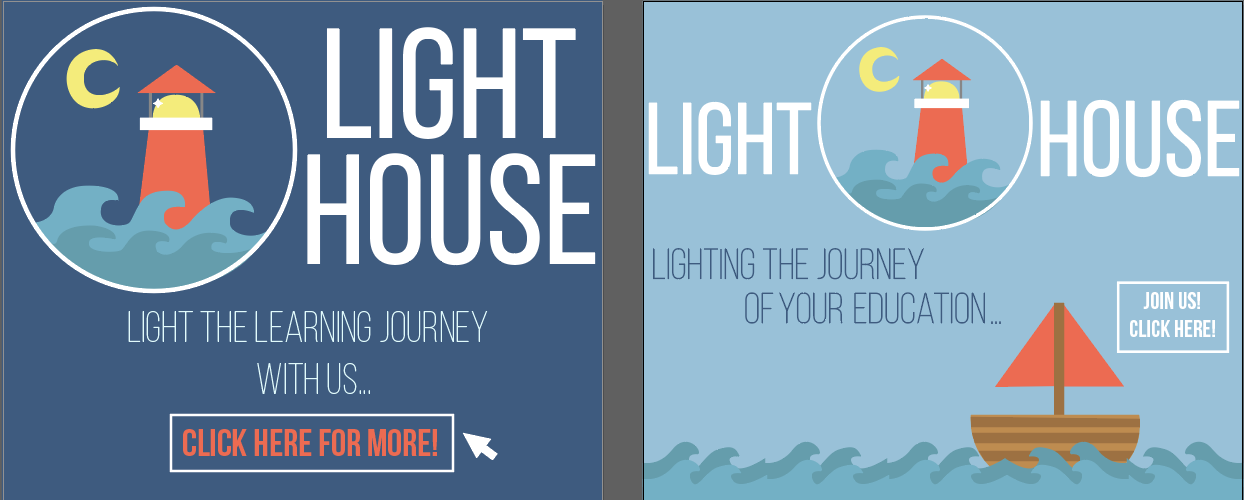 LIGHT
HOUSE
LIGHT THE LEARNING JOURNEY
WITH US...
CLICK HERE FOR MORE!
LIGHT HOUSE
LIGHTING THE JOURNEY
OF YOUR EDUCATION...
JOIN US!
CLICK HERE!